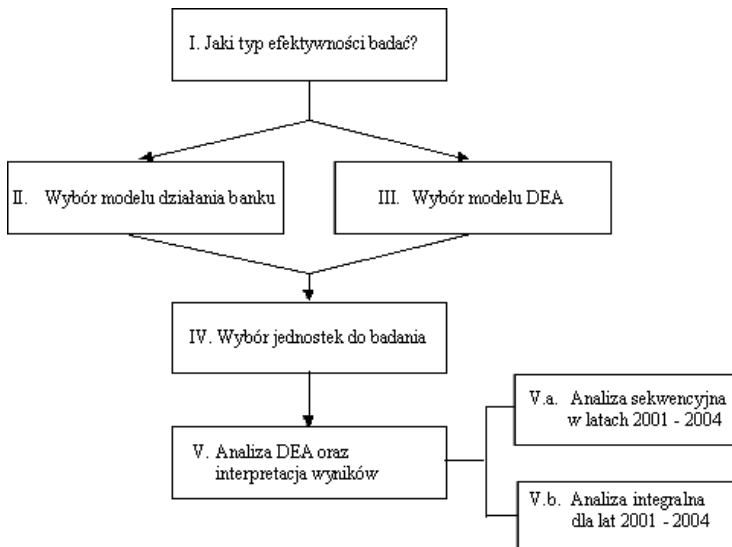 I. Jaki typ efektywności badać?
II. Wybór modelu działania banku
III. Wybór modelu DEA
IV. Wybór jednostek do badania
V. Analiza DEA oraz
interpretacja wyników
V.a. Analiza sekwencyjna
w latach 2001 - 2004
V.b. Analiza integralna
dla lat 2001 - 2004